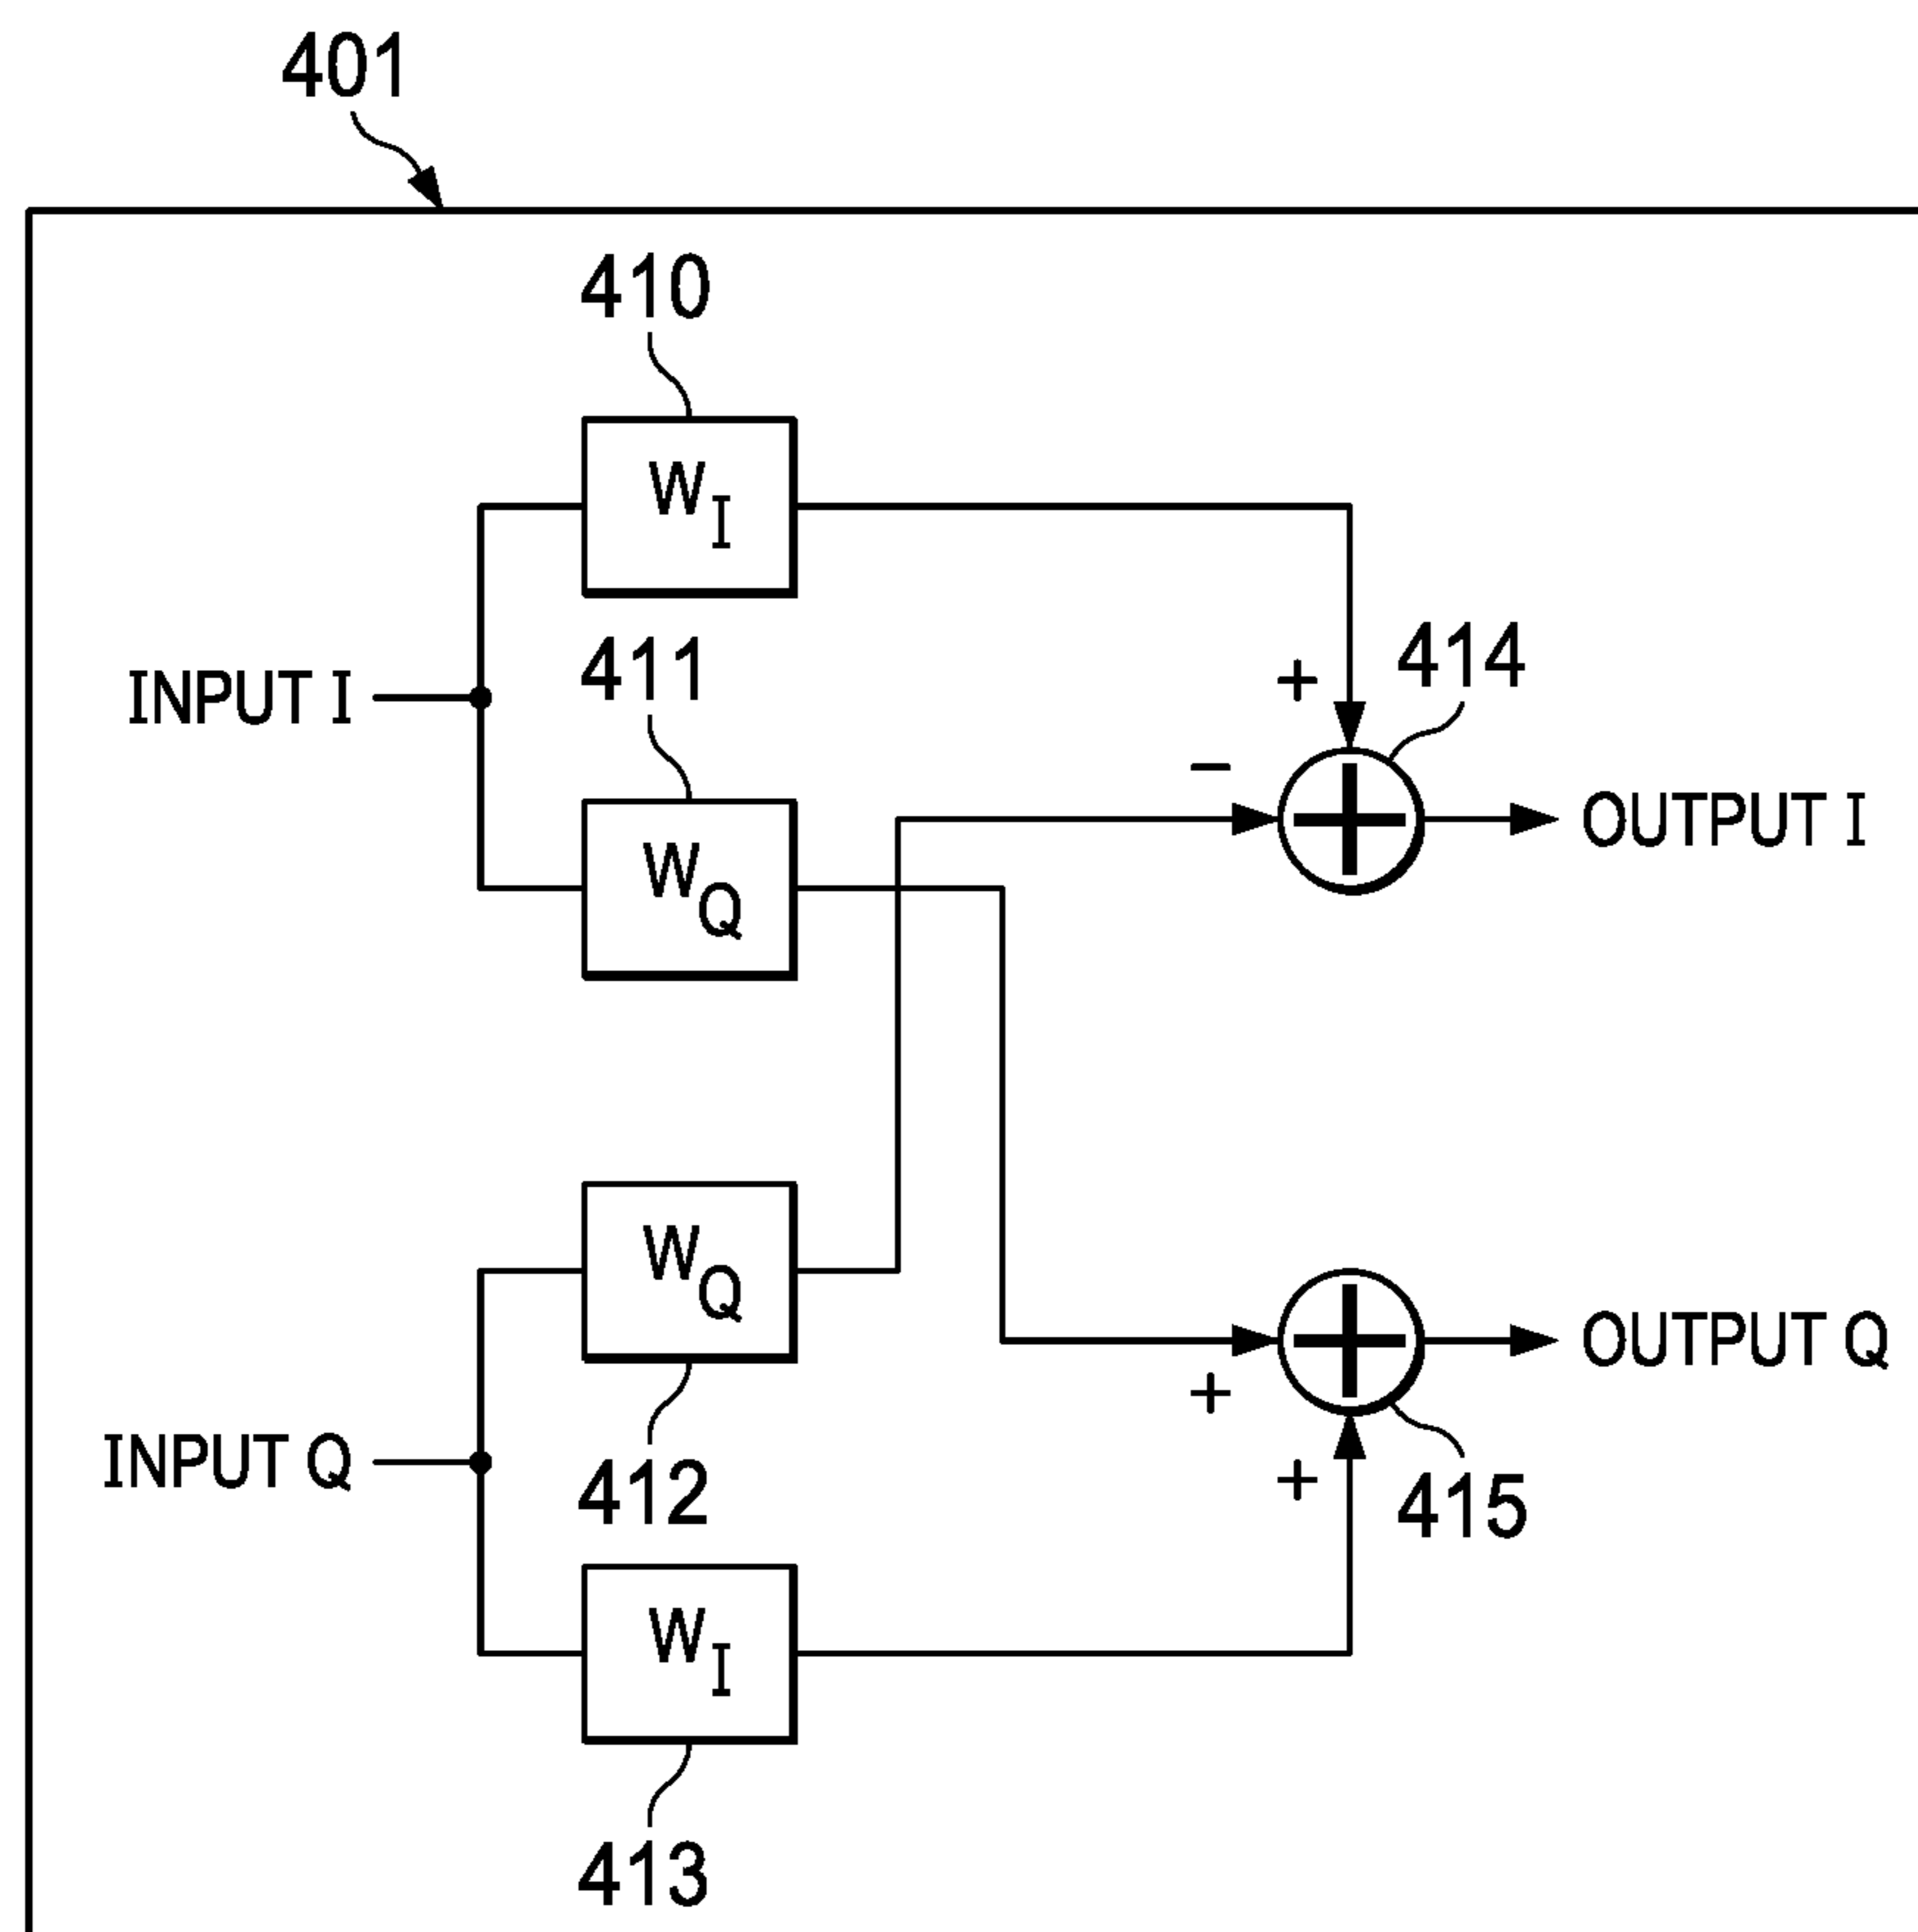 401
410
W_I
411
+
414
INPUT I
−
OUTPUT I
W_Q
W_Q
OUTPUT Q
+
INPUT Q
412
+
415
W_I
413